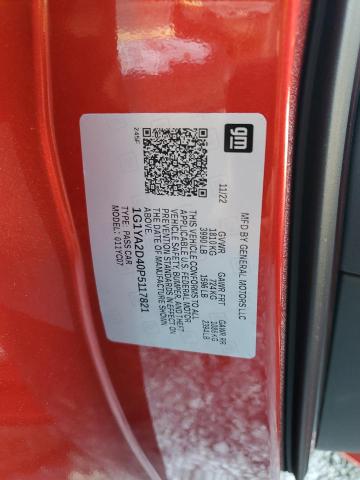 gm
MFD BY GENERAL MOTORS LLC
11/22
GVWR GAWR FRT GAWR RR
1810 KG 724 KG 1086 KG
3990 LB 1596 LB 2394 LB
THIS VEHICLE CONFORMS TO ALL
APPLICABLE U.S. FEDERAL MOTOR
VEHICLE SAFETY, BUMPER, AND THEFT
PREVENTION STANDARDS IN EFFECT ON
THE DATE OF MANUFACTURE SHOWN
ABOVE.
1G1YA2D40P5117821
TYPE: PASS CAR
MODEL: G11YC07
245F